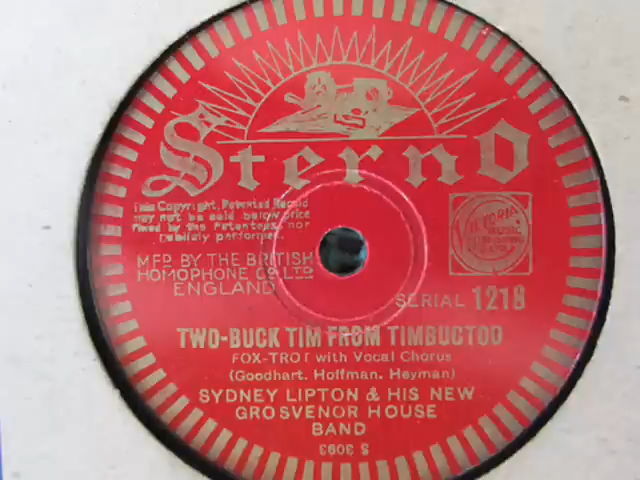 Sterno
This Copyright Patented Record
may not be sold below price
fixed by the Patentees, nor
Publicly performed.
MFD BY THE BRITISH
HOMOPHONE CO. LTD
ENGLAND
VICTORIA
MUSIC
SERIAL 1218
TWO-BUCK TIM FROM TIMBUCTOO
FOX-TROT with Vocal Chorus
(Goodhart. Hoffman. Heyman)
SYDNEY LIPTON & HIS NEW
GROSVENOR HOUSE
BAND
S 3093